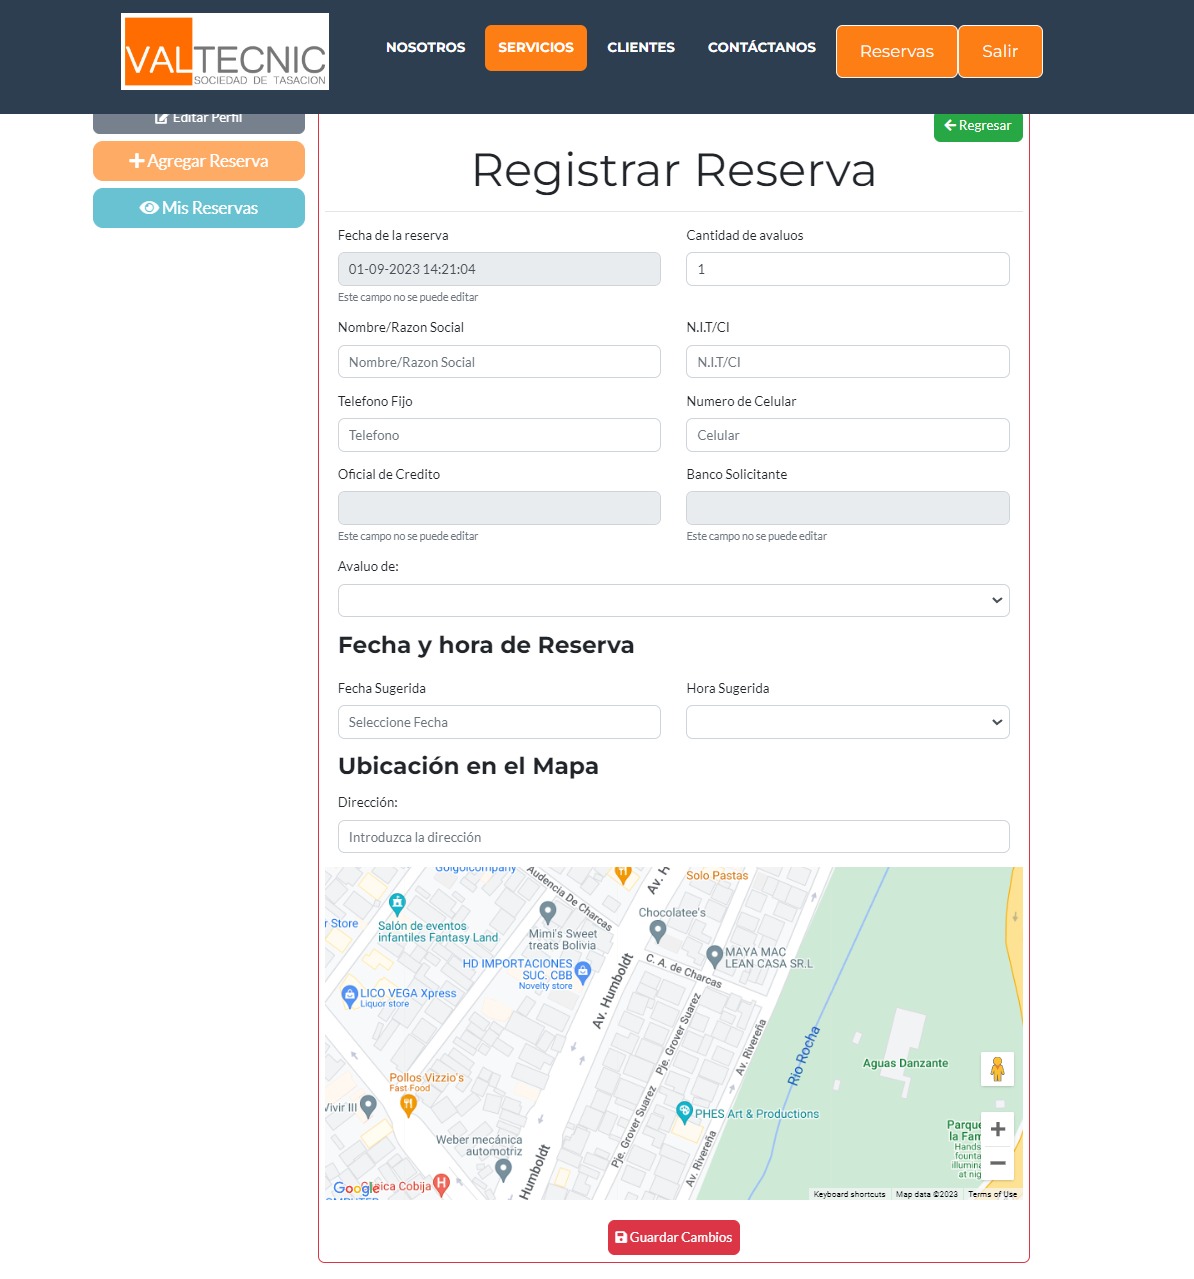 VALTECNIC
SOCIEDAD DE TASACION
NOSOTROS
SERVICIOS
CLIENTES
CONTÁCTANOS
Reservas
Salir
Editar Perfil
Agregar Reserva
Mis Reservas
Regresar
Registrar Reserva
Fecha de la reserva
Cantidad de avaluos
01-09-2023 14:21:04
1
Este campo no se puede editar
Nombre/Razon Social
N.I.T/CI
Nombre/Razon Social
N.I.T/CI
Telefono Fijo
Numero de Celular
Telefono
Celular
Oficial de Credito
Banco Solicitante
Este campo no se puede editar
Este campo no se puede editar
Avaluo de:
Fecha y hora de Reserva
Fecha Sugerida
Hora Sugerida
Seleccione Fecha
Ubicación en el Mapa
Dirección:
Introduzca la dirección
Golgolcompany
Audencia De Charcas
Av. H
Solo Pastas
r Store
Salón de eventos
infantiles Fantasy Land
Mimi's Sweet
treats Bolivia
Chocolatee's
MAYA MAC
LEAN CASA SR.L
HD IMPORTACIONES
SUC. CBB
Novelty store
C. A. de Charcas
Av. Humboldt
LICO VEGA Xpress
Liquor store
Pje. Grover Suarez
Av. Rivereña
Rio Rocha
Aguas Danzante
Pollos Vizzio's
Fast Food
Vivir III
Pje. Grover Suarez
PHES Art & Productions
Av. Rivereña
Weber mecánica
automotriz
Humboldt
Parque
la Fam
Hands
founta
illumina
at nig
Google
ica Cobija
Keyboard shortcuts
Map data ©2023
Terms of Use
Guardar Cambios